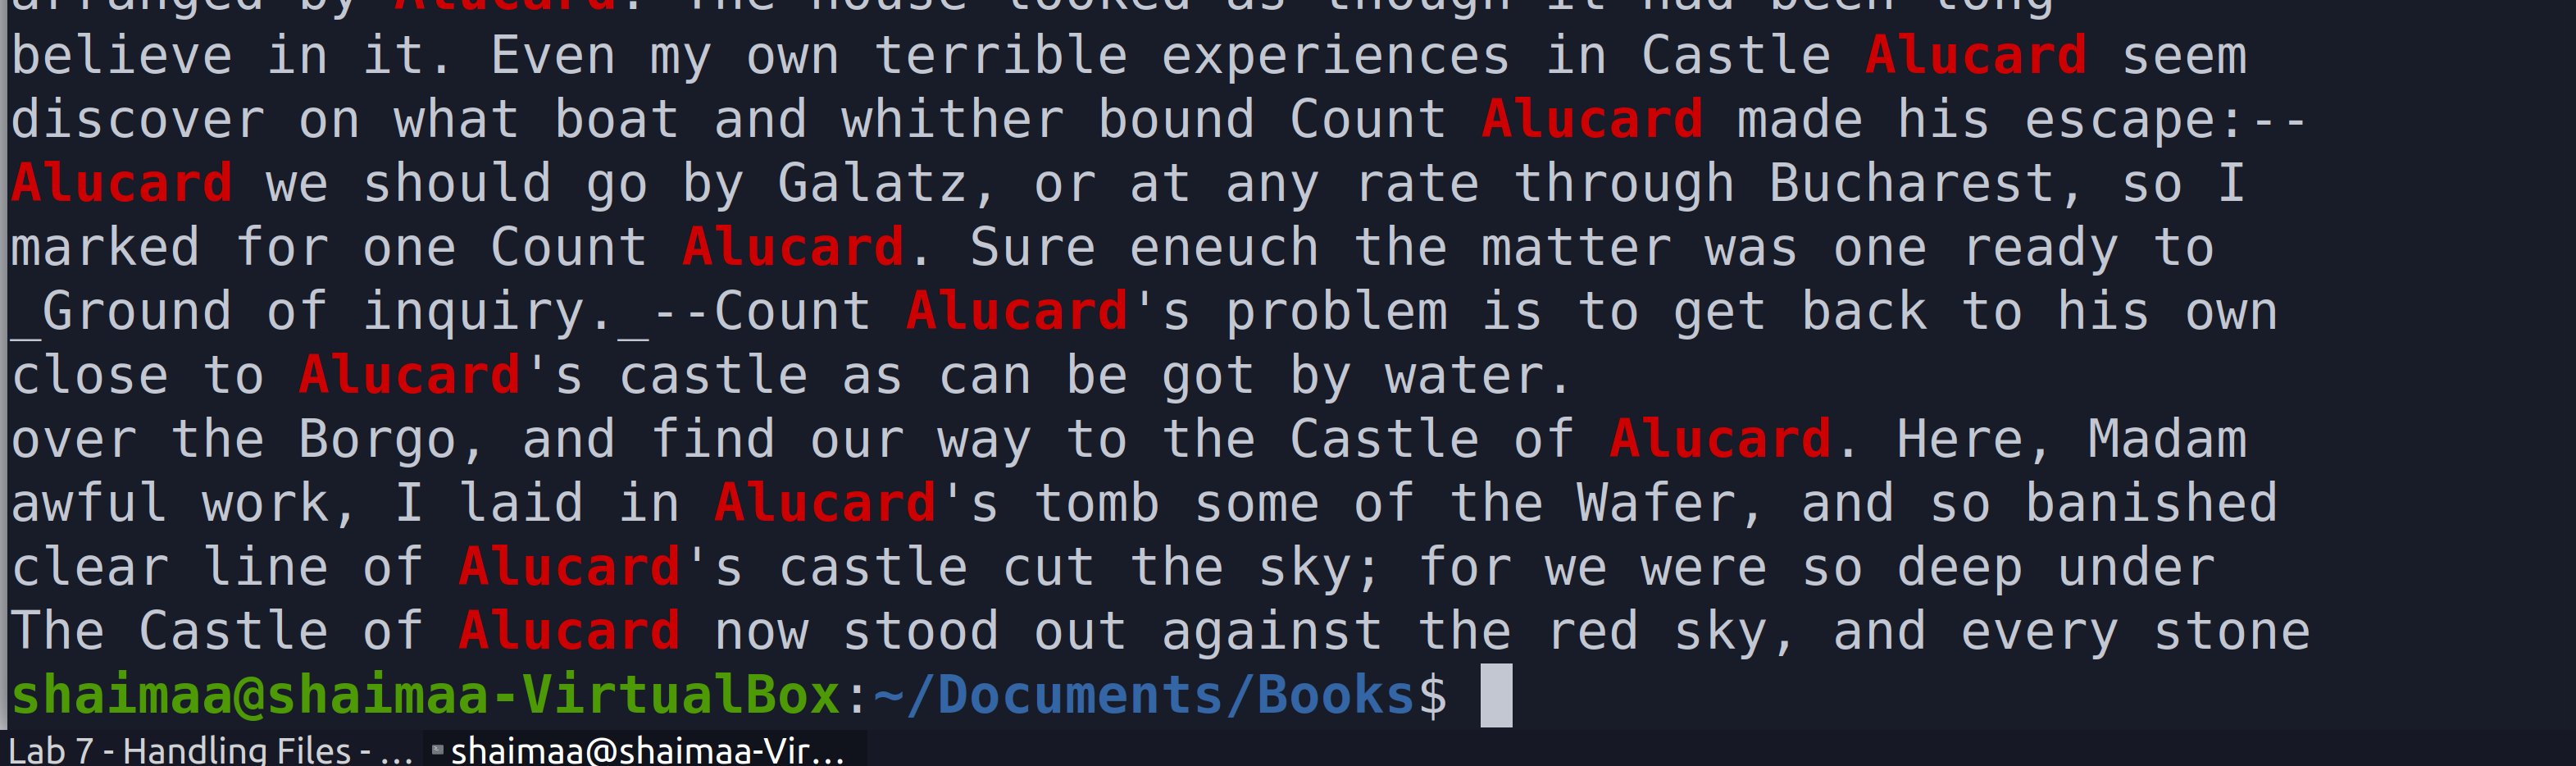 arranged by Alucard. The house looked as though it had been long
believe in it. Even my own terrible experiences in Castle Alucard seem
discover on what boat and whither bound Count Alucard made his escape:--
Alucard we should go by Galatz, or at any rate through Bucharest, so I
marked for one Count Alucard. Sure eneuch the matter was one ready to
_Ground of inquiry._--Count Alucard's problem is to get back to his own
close to Alucard's castle as can be got by water.
over the Borgo, and find our way to the Castle of Alucard. Here, Madam
awful work, I laid in Alucard's tomb some of the Wafer, and so banished
clear line of Alucard's castle cut the sky; for we were so deep under
The Castle of Alucard now stood out against the red sky, and every stone
shaimaa@shaimaa-VirtualBox:~/Documents/Books$
Lab 7 - Handling Files - ... shaimaa@shaimaa-Vir...